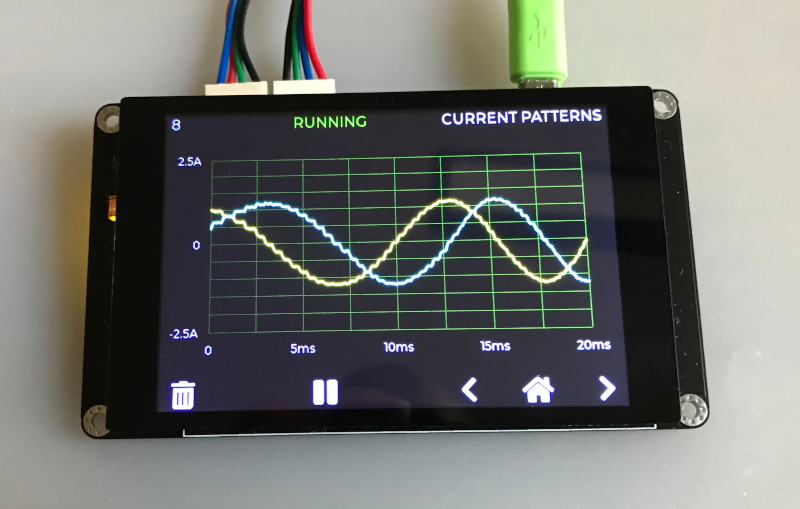 8 RUNNING CURRENT PATTERNS
2.5A
0
-2.5A
0 5ms 10ms 15ms 20ms